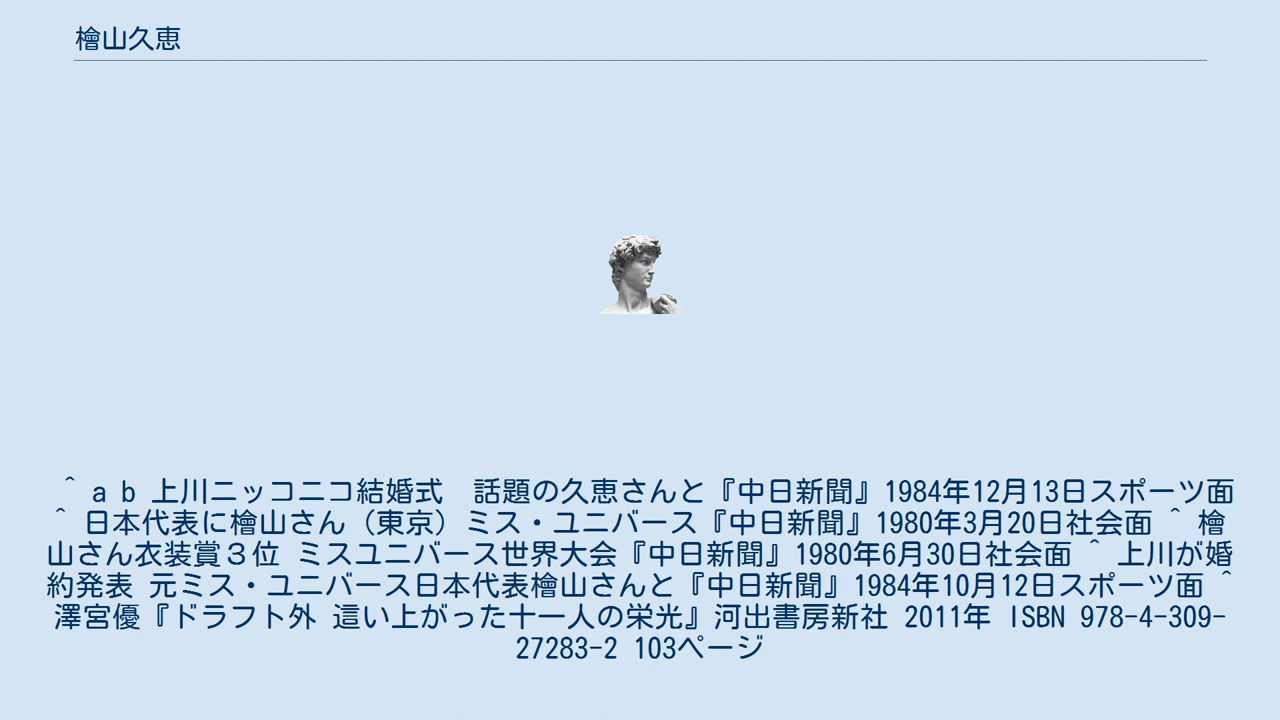 檜山久恵
^ a b 上川ニッコニコ結婚式　話題の久恵さんと『中日新聞』1984年12月13日スポーツ面
^ 日本代表に檜山さん（東京）ミス・ユニバース『中日新聞』1980年3月20日社会面 ^ 檜
山さん衣装賞３位 ミスユニバース世界大会『中日新聞』1980年6月30日社会面 ^ 上川が婚
約発表 元ミス・ユニバース日本代表檜山さんと『中日新聞』1984年10月12日スポーツ面 ^
澤宮優『ドラフト外 這い上がった十一人の栄光』河出書房新社 2011年 ISBN 978-4-309-
27283-2 103ページ